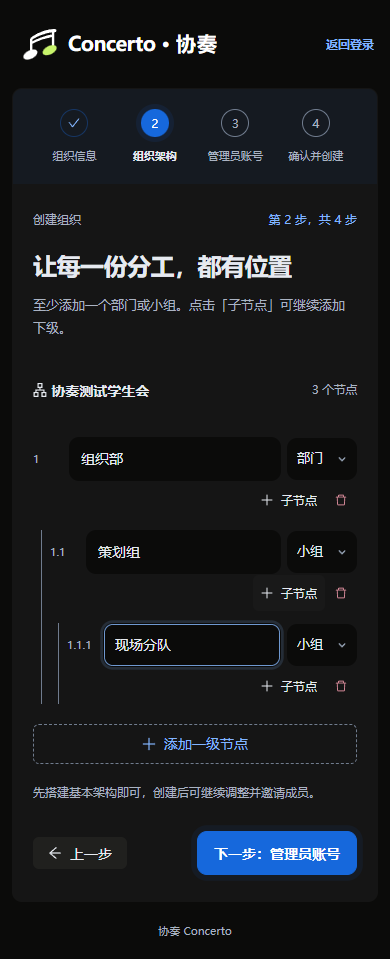 Concerto • 协奏
返回登录
2
3
4
组织信息
组织架构
管理员账号
确认并创建
创建组织
第 2 步，共 4 步
让每一份分工，都有位置
至少添加一个部门或小组。点击「子节点」可继续添加
下级。
协奏测试学生会
3 个节点
1
组织部
部门
子节点
1.1
策划组
小组
子节点
1.1.1
现场分队
小组
子节点
添加一级节点
先搭建基本架构即可，创建后可继续调整并邀请成员。
上一步
下一步：管理员账号
协奏 Concerto